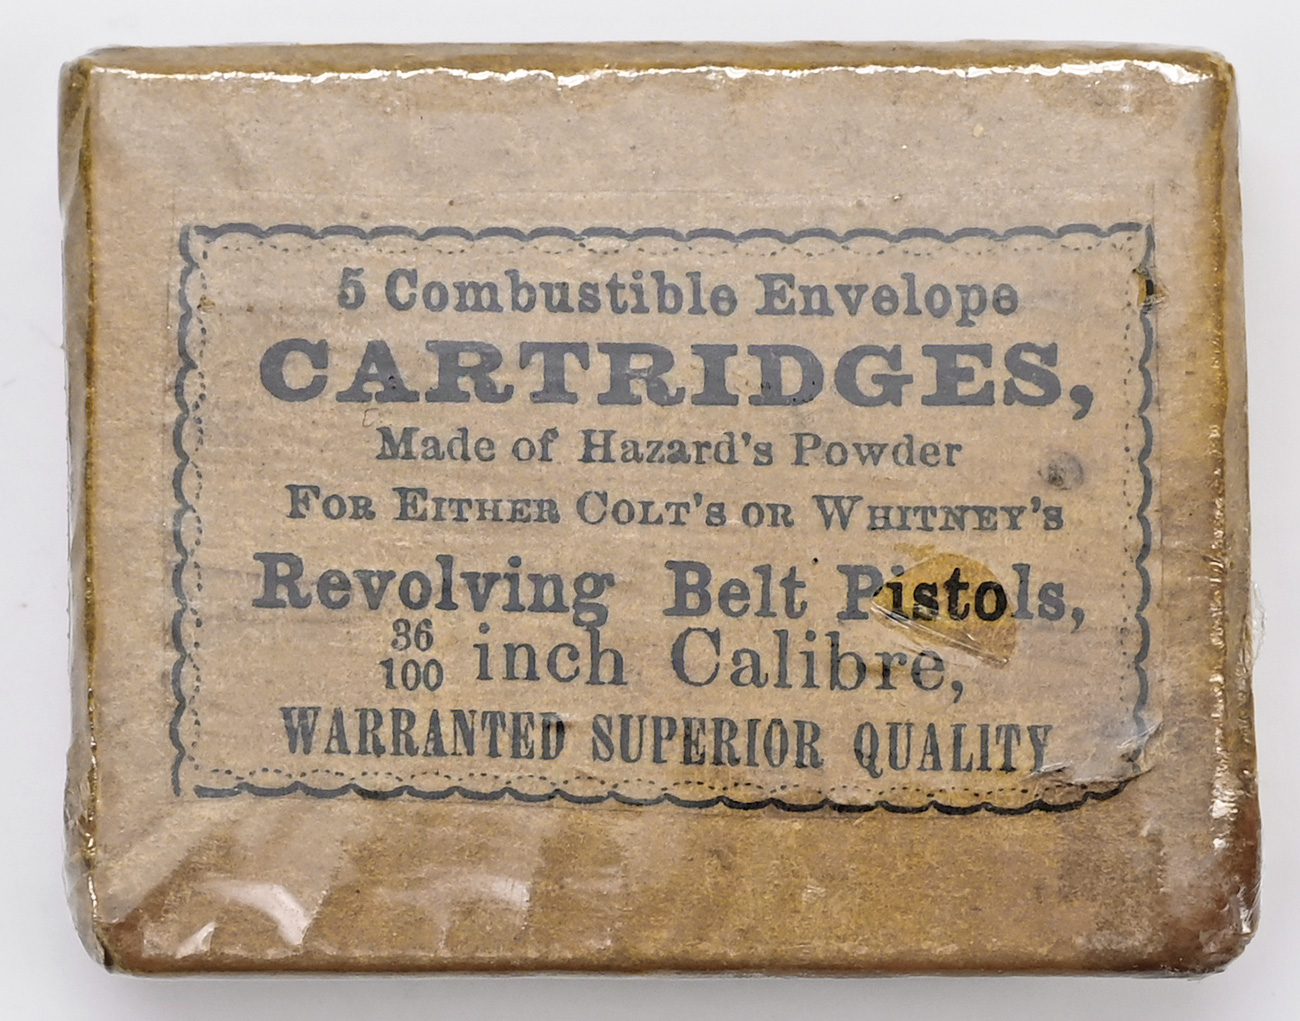 5 Combustible Envelope
CARTRIDGES,
Made of Hazard's Powder
FOR EITHER COLT'S OR WHITNEY'S
Revolving Belt Pistols,
36/100 inch Calibre,
WARRANTED SUPERIOR QUALITY